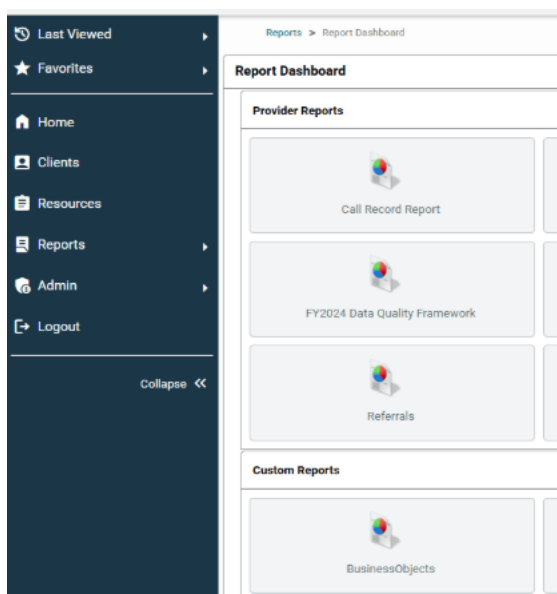 Last Viewed
Favorites
Home
Clients
Resources
Reports
Admin
Logout
Collapse
Reports > Report Dashboard
Report Dashboard
Provider Reports
Call Record Report
FY2024 Data Quality Framework
Referrals
Custom Reports
BusinessObjects